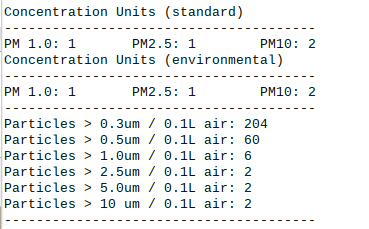 Concentration Units (standard)
---------------------------------------
PM 1.0: 1 PM2.5: 1 PM10: 2
Concentration Units (environmental)
---------------------------------------
PM 1.0: 1 PM2.5: 1 PM10: 2
---------------------------------------
Particles > 0.3um / 0.1L air: 204
Particles > 0.5um / 0.1L air: 60
Particles > 1.0um / 0.1L air: 6
Particles > 2.5um / 0.1L air: 2
Particles > 5.0um / 0.1L air: 2
Particles > 10 um / 0.1L air: 2
---------------------------------------